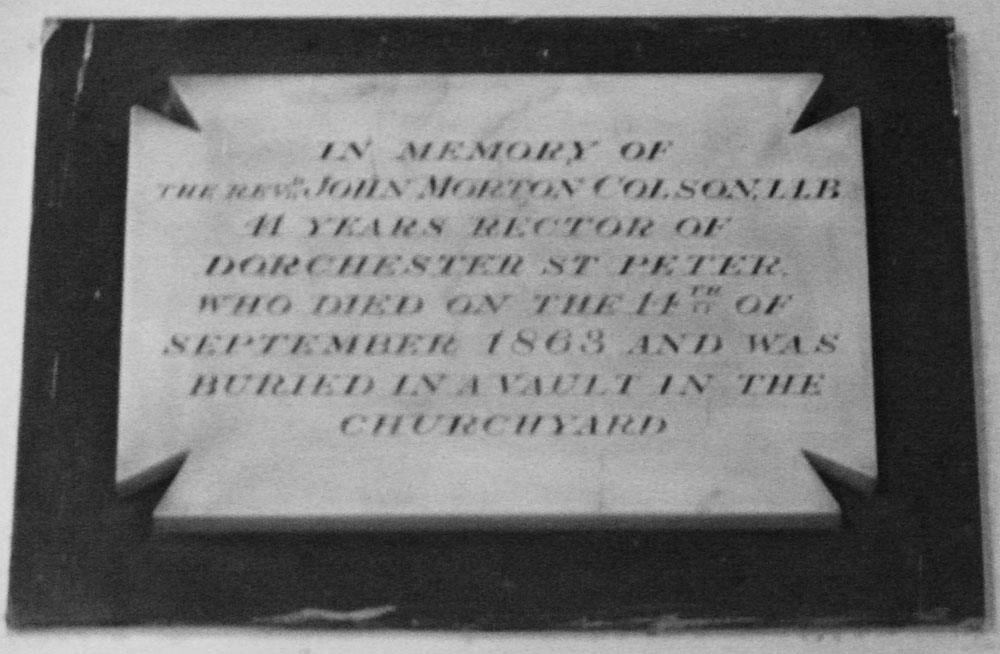 IN MEMORY OF
THE REVD. JOHN MORTON COLSON, LLB
41 YEARS RECTOR OF
DORCHESTER ST PETER.
WHO DIED ON THE 14TH OF
SEPTEMBER 1863 AND WAS
BURIED IN A VAULT IN THE
CHURCHYARD